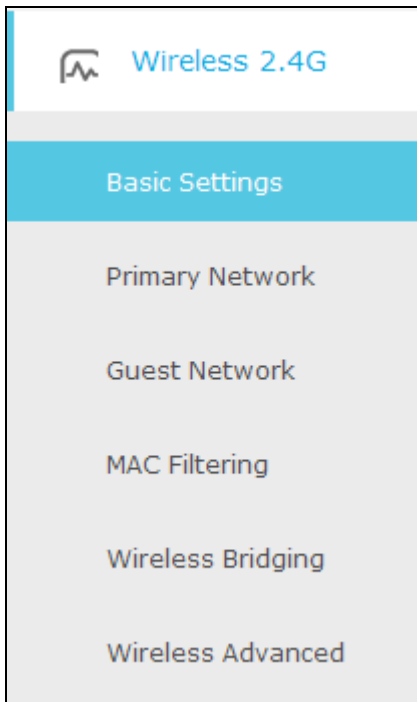 Wireless 2.4G
Basic Settings
Primary Network
Guest Network
MAC Filtering
Wireless Bridging
Wireless Advanced